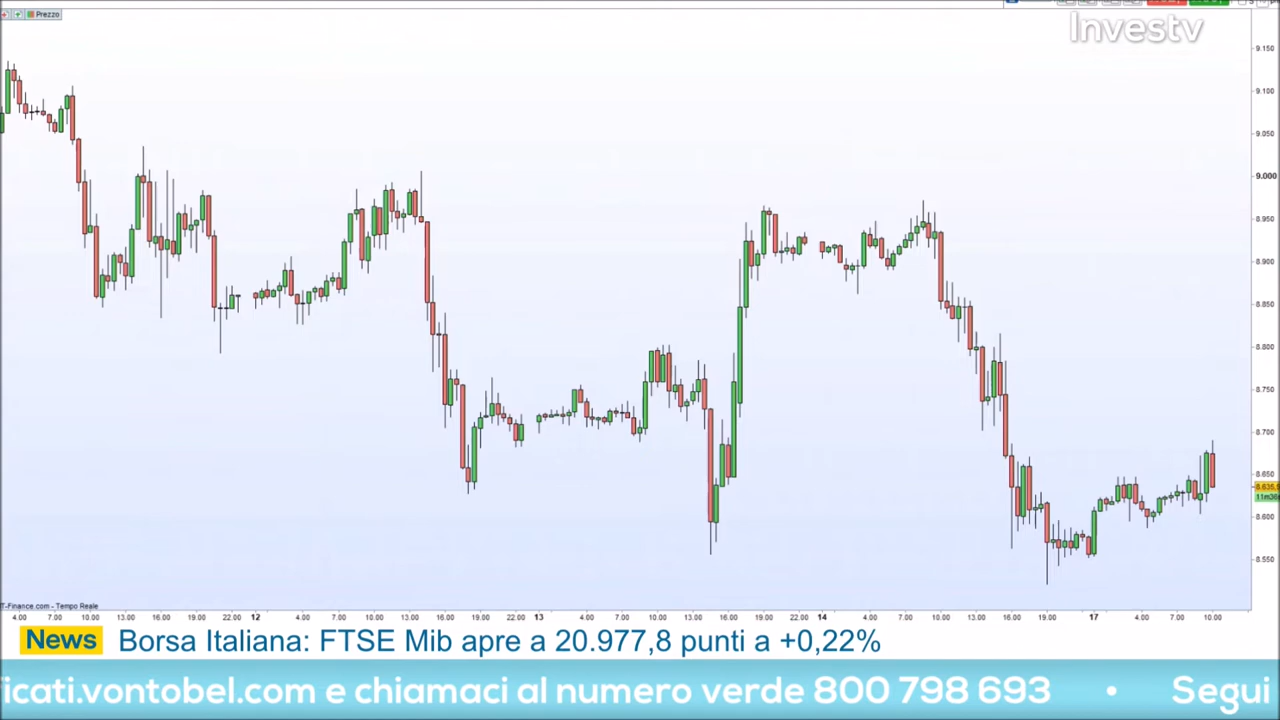 Prezzo
Investv
9.150
9.100
9.050
9.000
8.950
8.900
8.850
8.800
8.750
8.700
8.650
8.635,5
8.600
8.550
T-Finance.com - Tempo Reale
4.00 7.00 10.00 13.00 16.00 19.00 22.00 12 4.00 7.00 10.00 13.00 16.00 19.00 22.00 13 3.00 7.00 10.00 13.00 16.00 19.00 22.00 14 4.00 7.00 10.00 13.00 16.00 19.00 17 4.00 7.00 10.00
News Borsa Italiana: FTSE Mib apre a 20.977,8 punti a +0,22%
ficati.vontobel.com e chiamaci al numero verde 800 798 693 • Segui